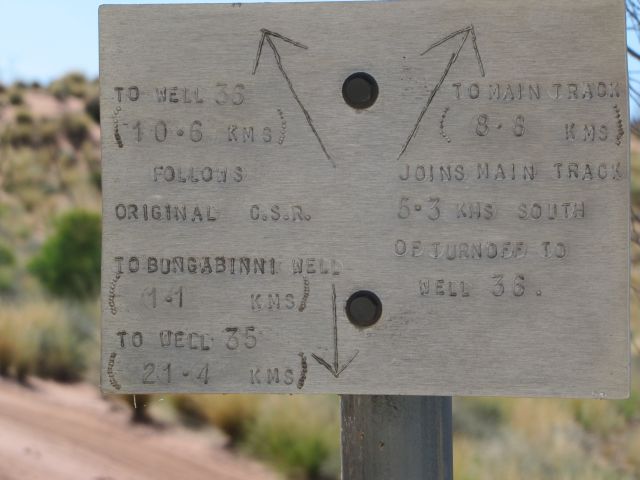 TO WELL 36
(10.6 KMS)
FOLLOWS
ORIGINAL C.S.R.
TO BUNGABINNI WELL
(1.1 KMS)
TO WELL 35
(21.4 KMS)
TO MAIN TRACK
(8.8 KMS)
JOINS MAIN TRACK
5.3 KMS SOUTH
OF TURNOFF TO
WELL 36.